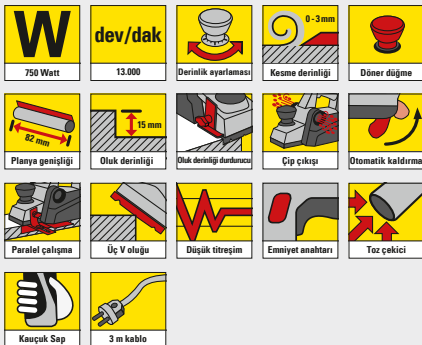 W
750 Watt
dev/dak
13.000
Derinlik ayarlaması
0-3mm
Kesme derinliği
Döner düğme
82 mm
Planya genişliği
15 mm
Oluk derinliği
Oluk derinliği durdurucu
Çip çıkışı
Otomatik kaldırma
Paralel çalışma
Üç V oluğu
Düşük titreşim
Emniyet anahtarı
Toz çekici
Kauçuk Sap
3 m kablo